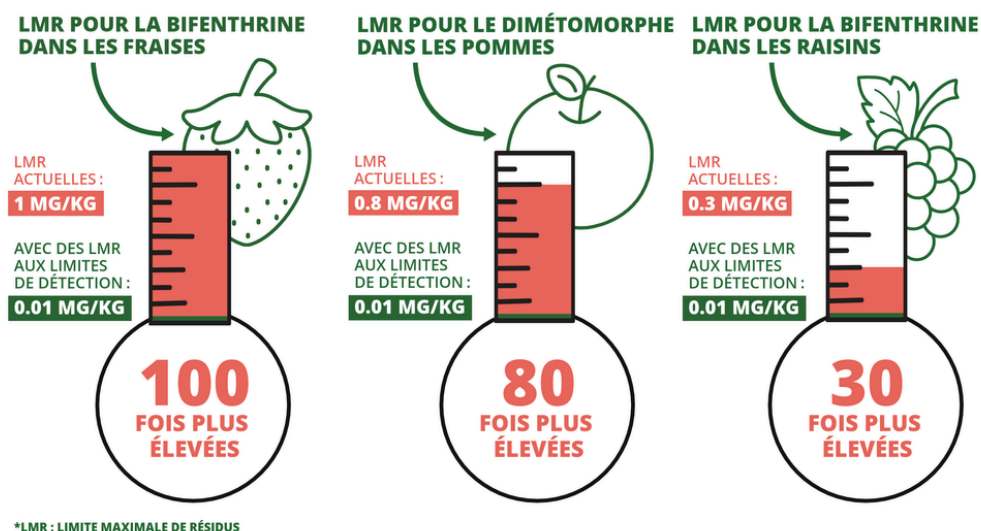 LMR POUR LA BIFENTHRINE
DANS LES FRAISES
LMR
ACTUELLES :
1 MG/KG
AVEC DES LMR
AUX LIMITES
DE DÉTECTION :
0.01 MG/KG
100
FOIS PLUS
ÉLEVÉES
LMR POUR LE DIMÉTOMORPHE
DANS LES POMMES
LMR
ACTUELLES :
0.8 MG/KG
AVEC DES LMR
AUX LIMITES
DE DÉTECTION :
0.01 MG/KG
80
FOIS PLUS
ÉLEVÉES
LMR POUR LA BIFENTHRINE
DANS LES RAISINS
LMR
ACTUELLES :
0.3 MG/KG
AVEC DES LMR
AUX LIMITES
DE DÉTECTION :
0.01 MG/KG
30
FOIS PLUS
ÉLEVÉES
*LMR : LIMITE MAXIMALE DE RÉSIDUS